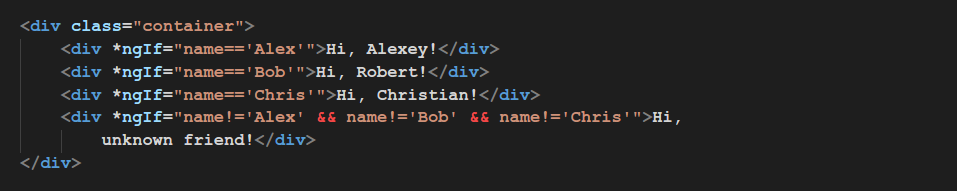 <div class="container">
<div *ngIf="name=='Alex'">Hi, Alexey!</div>
<div *ngIf="name=='Bob'">Hi, Robert!</div>
<div *ngIf="name=='Chris'">Hi, Christian!</div>
<div *ngIf="name!='Alex' && name!='Bob' && name!='Chris'">Hi,
unknown friend!</div>
</div>